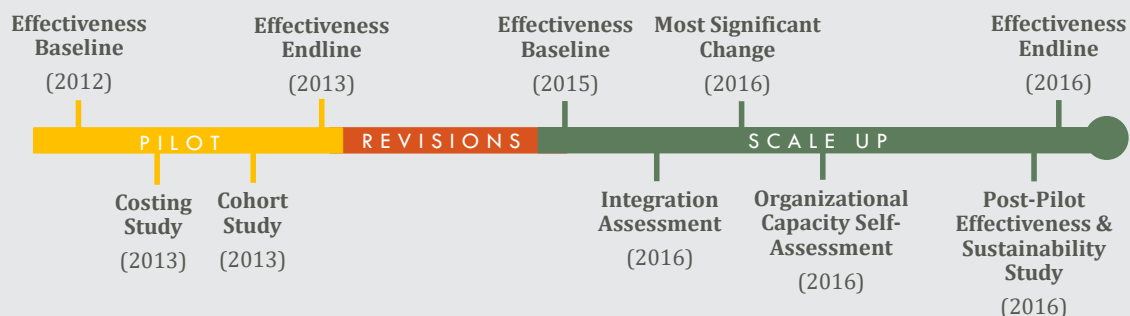 Effectiveness
Baseline
(2012)
Effectiveness
Endline
(2013)
Effectiveness
Baseline
(2015)
Most Significant
Change
(2016)
Effectiveness
Endline
(2016)
PILOT
REVISIONS
SCALE UP
Costing
Study
(2013)
Cohort
Study
(2013)
Integration
Assessment
(2016)
Organizational
Capacity Self-
Assessment
(2016)
Post-Pilot
Effectiveness &
Sustainability
Study
(2016)